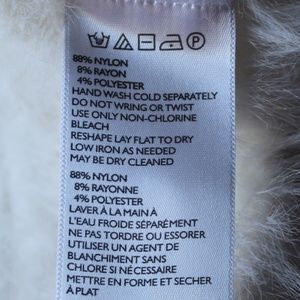 88% NYLON
8% RAYON
4% POLYESTER
HAND WASH COLD SEPARATELY
DO NOT WRING OR TWIST
USE ONLY NON-CHLORINE
BLEACH
RESHAPE LAY FLAT TO DRY
LOW IRON AS NEEDED
MAY BE DRY CLEANED
88% NYLON
8% RAYONNE
4% POLYESTER
LAVER À LA MAIN À
L'EAU FROIDE SÉPARÉMENT
NE PAS TORDRE OU ESSORER
UTILISER UN AGENT DE
BLANCHIMENT SANS
CHLORE SI NÉCESSAIRE
METTRE EN FORME ET SECHER
À PLAT